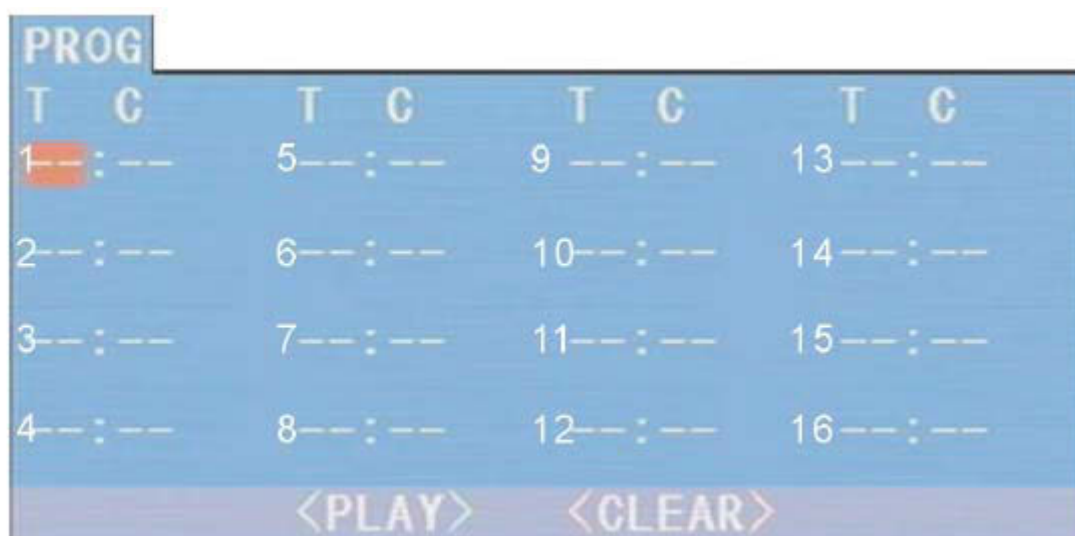 PROG
T C T C T C T C
1--:-- 5--:-- 9 --:-- 13--:--
2--:-- 6--:-- 10--:-- 14--:--
3--:-- 7--:-- 11--:-- 15--:--
4--:-- 8--:-- 12--:-- 16--:--
<PLAY> <CLEAR>